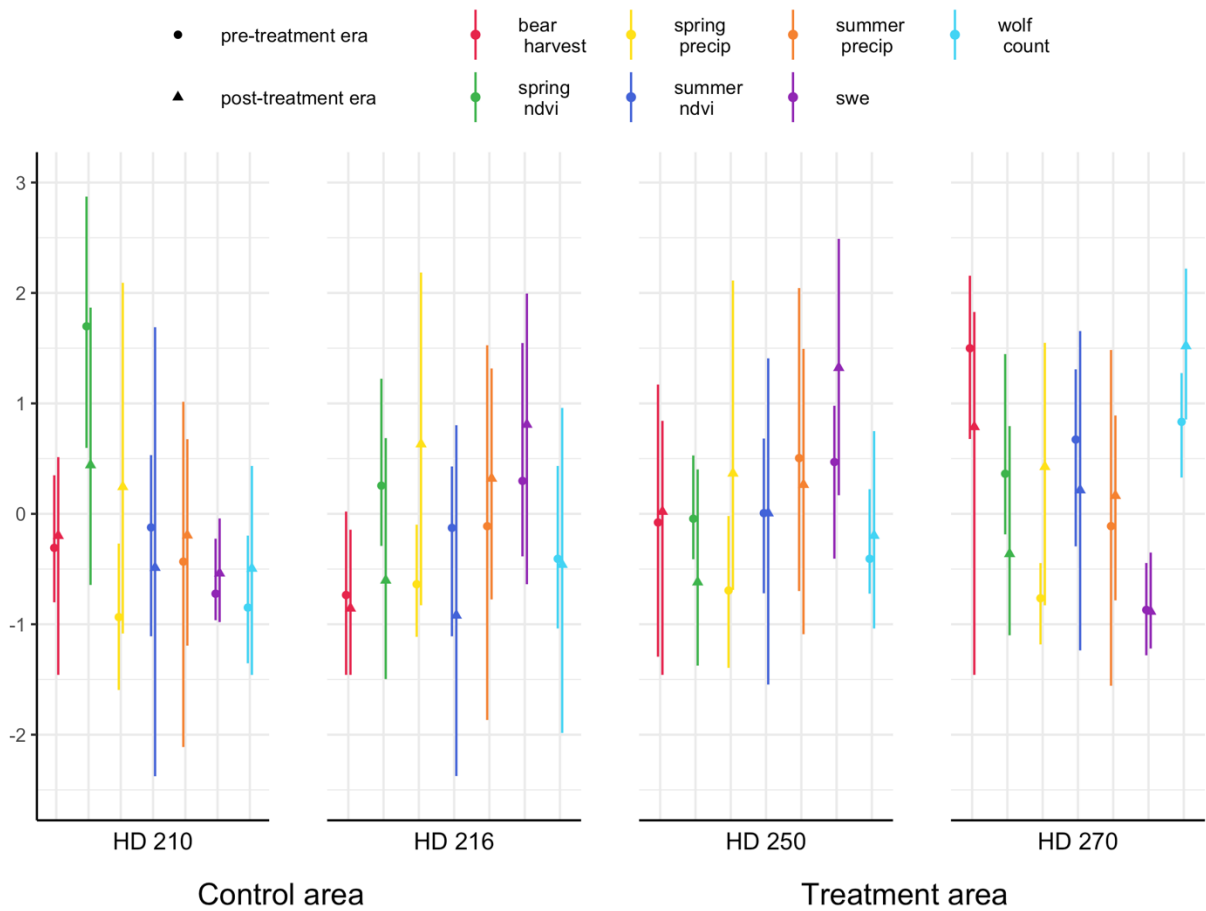 pre-treatment era
post-treatment era
bear
harvest
spring
precip
summer
precip
wolf
count
spring
ndvi
summer
ndvi
swe
3
2
1
0
-1
-2
HD 210
HD 216
HD 250
HD 270
Control area
Treatment area